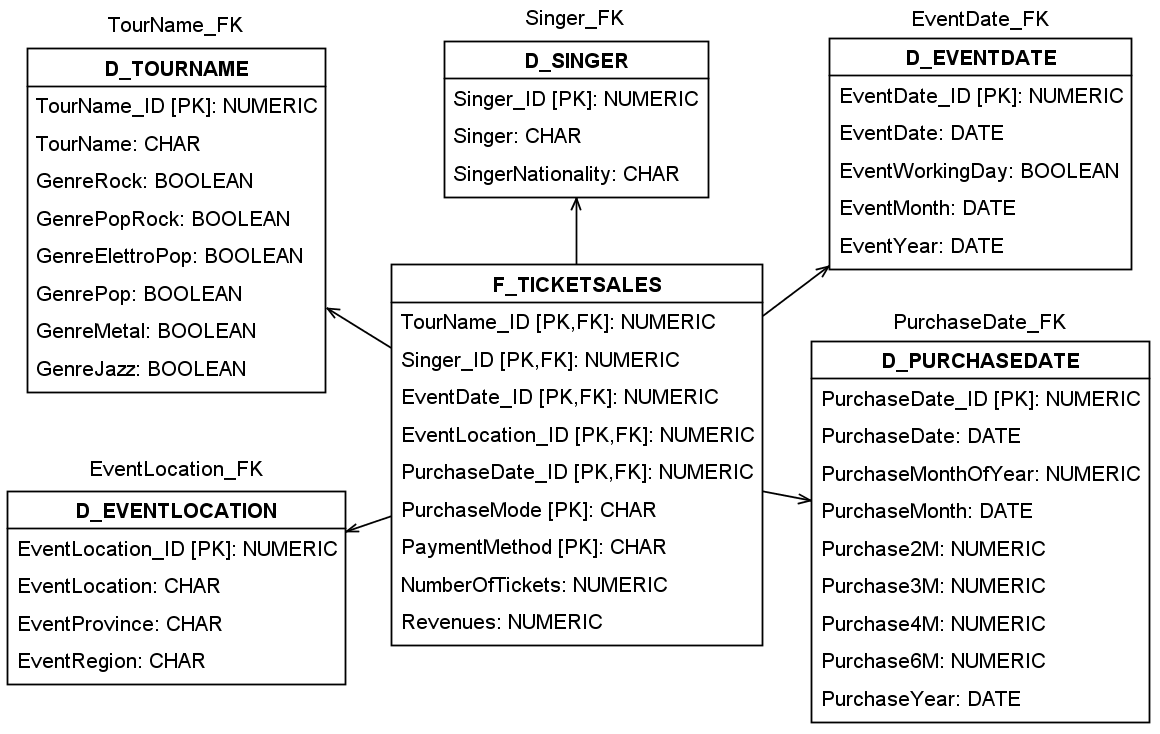 TourName_FK
D_TOURNAME
TourName_ID [PK]: NUMERIC
TourName: CHAR
GenreRock: BOOLEAN
GenrePopRock: BOOLEAN
GenreElettroPop: BOOLEAN
GenrePop: BOOLEAN
GenreMetal: BOOLEAN
GenreJazz: BOOLEAN
Singer_FK
D_SINGER
Singer_ID [PK]: NUMERIC
Singer: CHAR
SingerNationality: CHAR
EventDate_FK
D_EVENTDATE
EventDate_ID [PK]: NUMERIC
EventDate: DATE
EventWorkingDay: BOOLEAN
EventMonth: DATE
EventYear: DATE
F_TICKETSALES
TourName_ID [PK,FK]: NUMERIC
Singer_ID [PK,FK]: NUMERIC
EventDate_ID [PK,FK]: NUMERIC
EventLocation_ID [PK,FK]: NUMERIC
PurchaseDate_ID [PK,FK]: NUMERIC
PurchaseMode [PK]: CHAR
PaymentMethod [PK]: CHAR
NumberOfTickets: NUMERIC
Revenues: NUMERIC
EventLocation_FK
D_EVENTLOCATION
EventLocation_ID [PK]: NUMERIC
EventLocation: CHAR
EventProvince: CHAR
EventRegion: CHAR
PurchaseDate_FK
D_PURCHASEDATE
PurchaseDate_ID [PK]: NUMERIC
PurchaseDate: DATE
PurchaseMonthOfYear: NUMERIC
PurchaseMonth: DATE
Purchase2M: NUMERIC
Purchase3M: NUMERIC
Purchase4M: NUMERIC
Purchase6M: NUMERIC
PurchaseYear: DATE